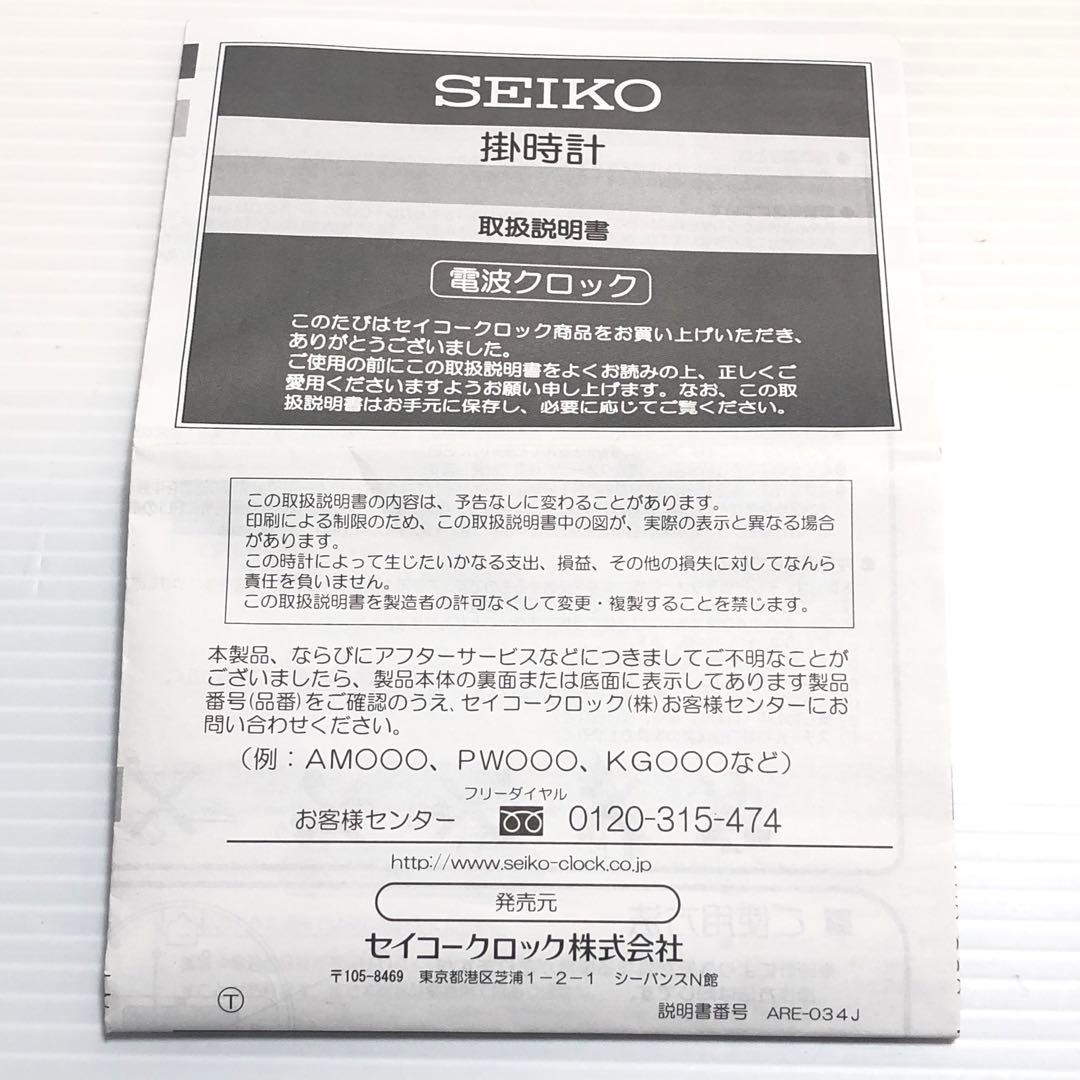 SEIKO
掛時計
取扱説明書
電波クロック
このたびはセイコークロック商品をお買い上げいただき、
ありがとうございました。
ご使用の前にこの取扱説明書をよくお読みの上、正しくご
愛用くださいますようお願い申し上げます。なお、この取
扱説明書はお手元に保存し、必要に応じてご覧ください。
この取扱説明書の内容は、予告なしに変わることがあります。
印刷による制限のため、この取扱説明書中の図が、実際の表示と異なる場合
があります。
この時計によって生じたいかなる支出、損益、その他の損失に対してなんら
責任を負いません。
この取扱説明書を製造者の許可なくして変更・複製することを禁じます。
本製品、ならびにアフターサービスなどにつきましてご不明なことが
ございましたら、製品本体の裏面または底面に表示してあります製品
番号(品番)をご確認のうえ、セイコークロック(株)お客様センターにお
問い合わせください。
(例：AM○○○、PW○○○、KG○○○など)
フリーダイヤル
お客様センター 0120-315-474
http://www.seiko-clock.co.jp
発売元
セイコークロック株式会社
〒105-8469 東京都港区芝浦1-2-1 シーバンスN館
Ⓣ
説明書番号 ARE-034J